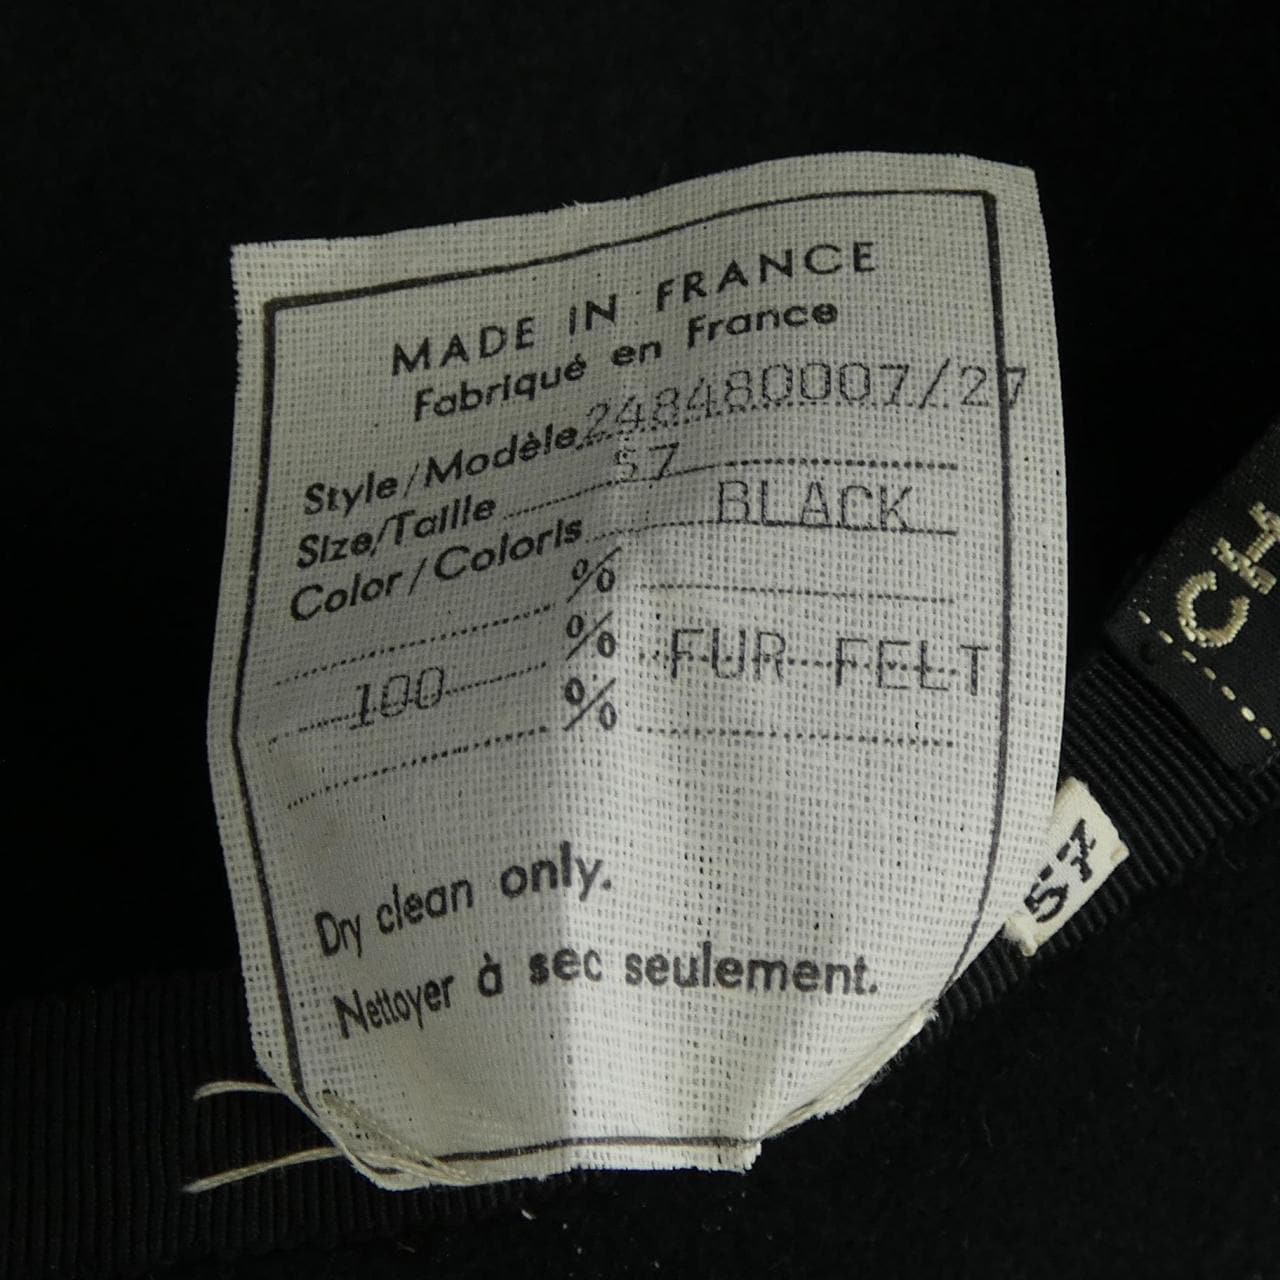 MADE IN FRANCE
Fabriqué en France
Style/Modèle 248480007/27
Size/Taille 57
Color/Coloris BLACK
%
100 % FUR FELT
%
Dry clean only.
Nettoyer à sec seulement.
CH
57